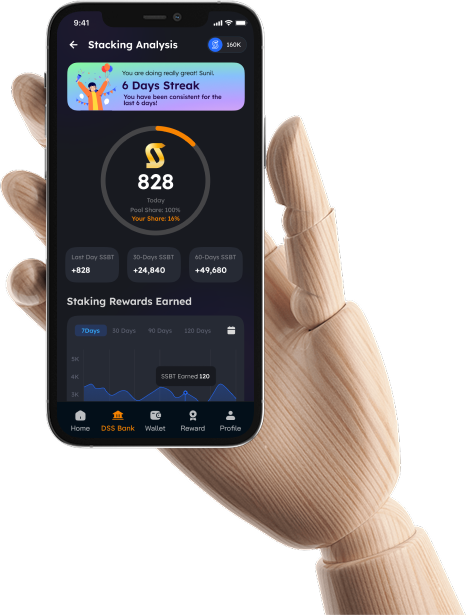 9:41
Stacking Analysis
160K
You are doing really great! Sunil.
6 Days Streak
You have been consistent for the
last 6 days!
828
Today
Pool Share: 100%
Your Share: 16%
Last Day SSBT
30-Days SSBT
60-Days SSBT
+828
+24,840
+49,680
Staking Rewards Earned
7Days
30 Days
90 Days
120 Days
5K
4K
3K
SSBT Earned 120
Home
DSS Bank
Wallet
Reward
Profile